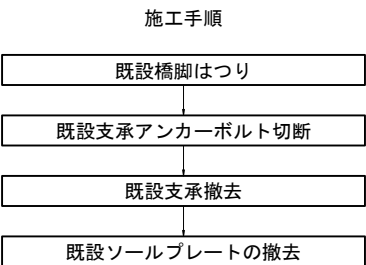 施工手順
既設橋脚はつり
既設支承アンカーボルト切断
既設支承撤去
既設ソールプレートの撤去